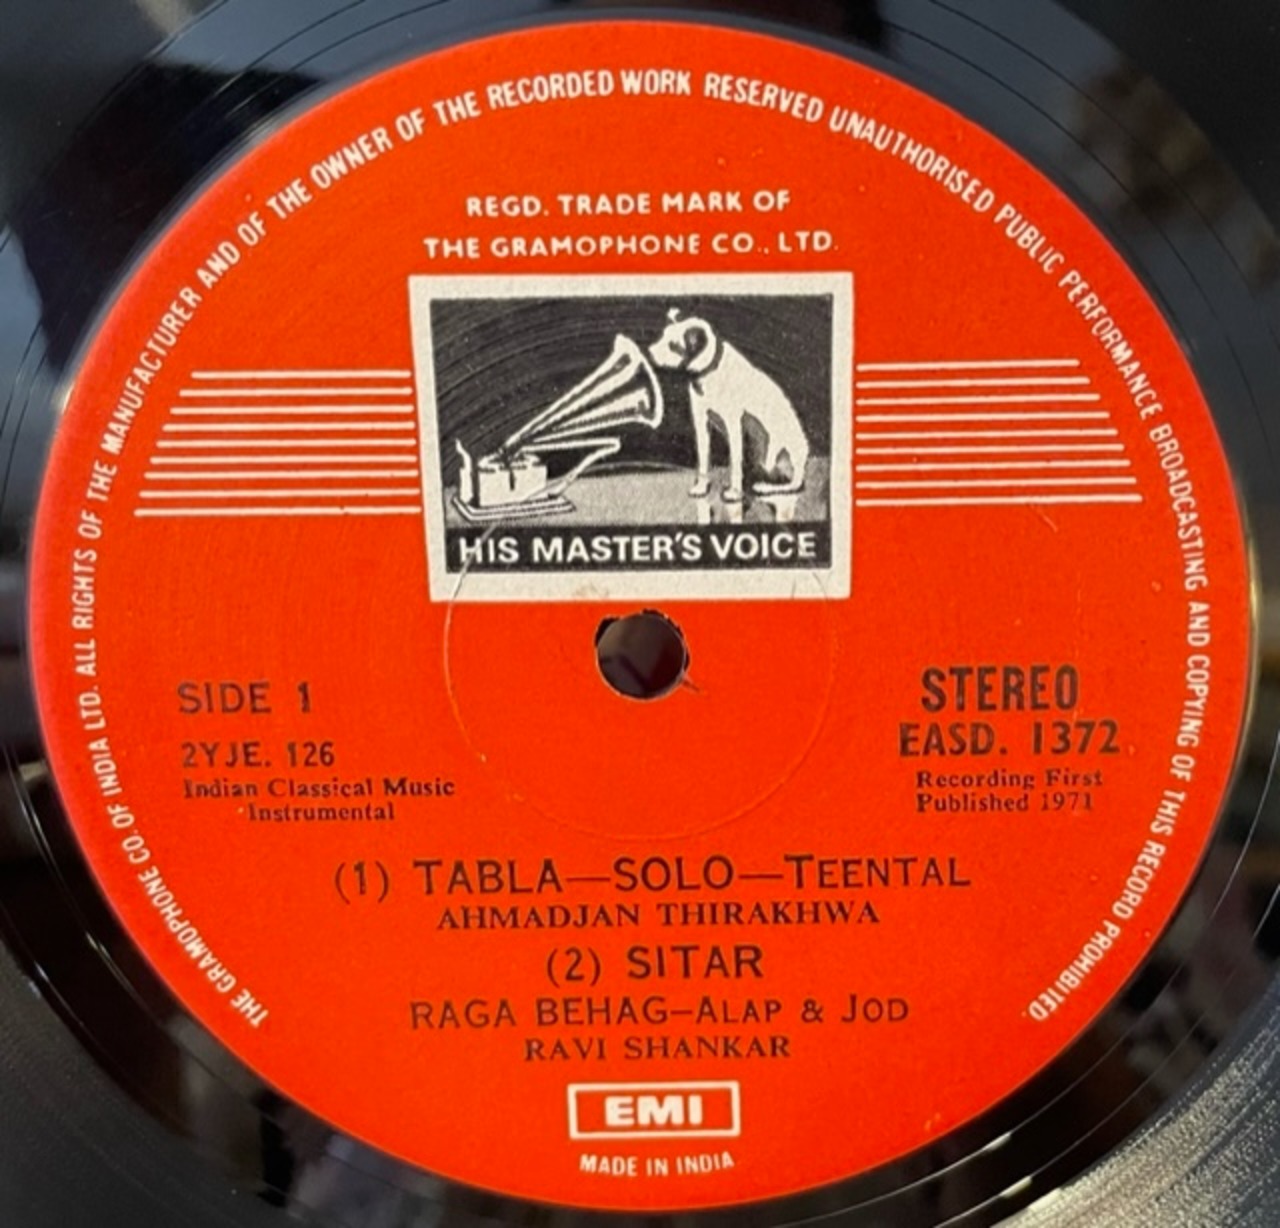 THE GRAMOPHONE CO. OF INDIA LTD. ALL RIGHTS OF THE MANUFACTURER AND OF THE OWNER OF THE RECORDED WORK RESERVED UNAUTHORISED PUBLIC PERFORMANCE BROADCASTING AND COPYING OF THIS RECORD PROHIBITED.
REGD. TRADE MARK OF
THE GRAMOPHONE CO., LTD.
HIS MASTER'S VOICE
SIDE 1
2YJE. 126
Indian Classical Music
Instrumental
STEREO
EASD. 1372
Recording First
Published 1971
(1) TABLA—SOLO—TEENTAL
AHMADJAN THIRAKHWA
(2) SITAR
RAGA BEHAG—ALAP & JOD
RAVI SHANKAR
EMI
MADE IN INDIA